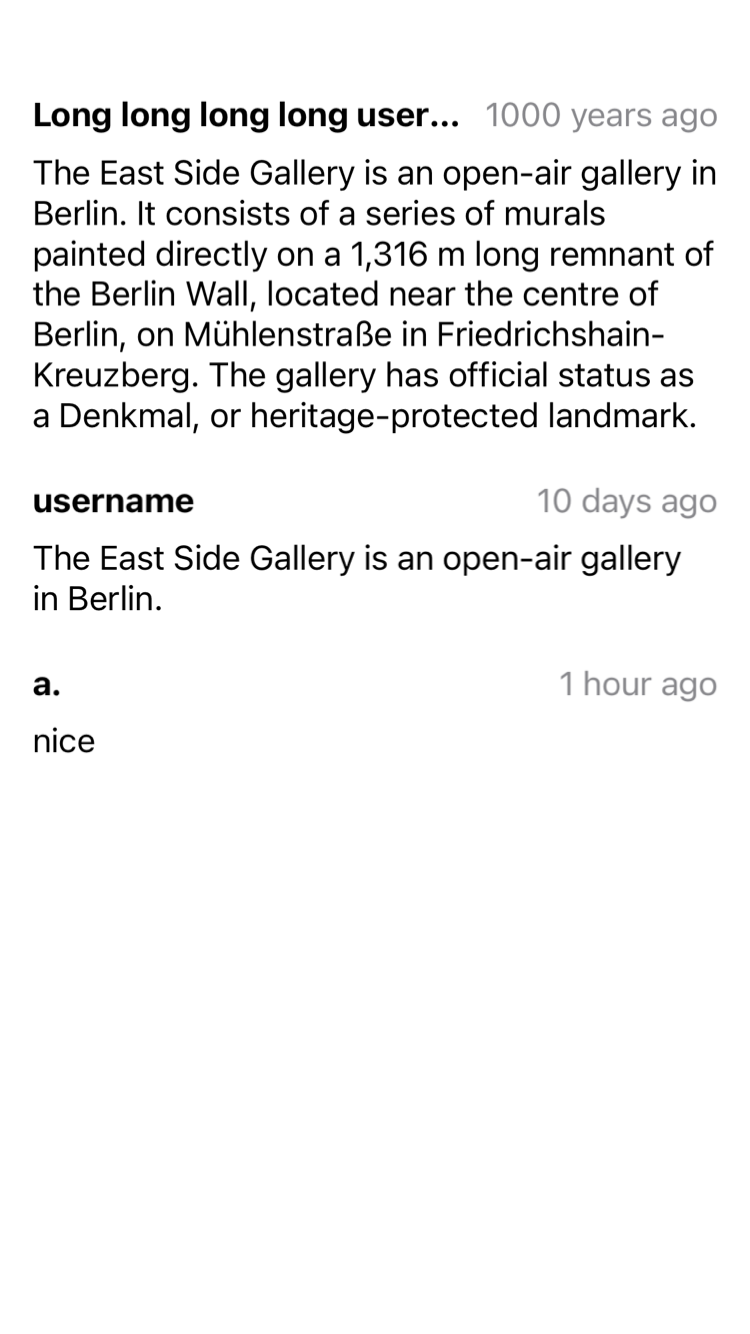 Long long long long user... 1000 years ago
The East Side Gallery is an open-air gallery in
Berlin. It consists of a series of murals
painted directly on a 1,316 m long remnant of
the Berlin Wall, located near the centre of
Berlin, on Mühlenstraße in Friedrichshain-
Kreuzberg. The gallery has official status as
a Denkmal, or heritage-protected landmark.
username 10 days ago
The East Side Gallery is an open-air gallery
in Berlin.
a. 1 hour ago
nice